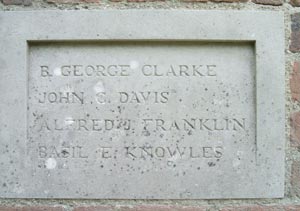 B. GEORGE CLARKE
JOHN C. DAVIS
ALFRED J. FRANKLIN
BASIL E. KNOWLES